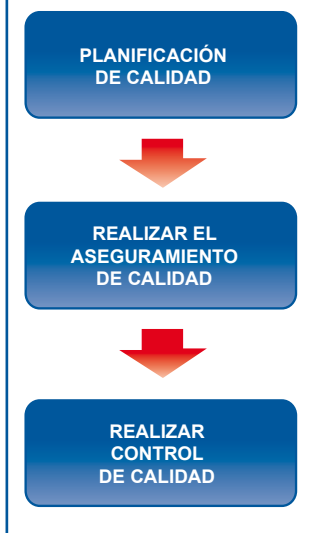 PLANIFICACIÓN
DE CALIDAD
REALIZAR EL
ASEGURAMIENTO
DE CALIDAD
REALIZAR
CONTROL
DE CALIDAD